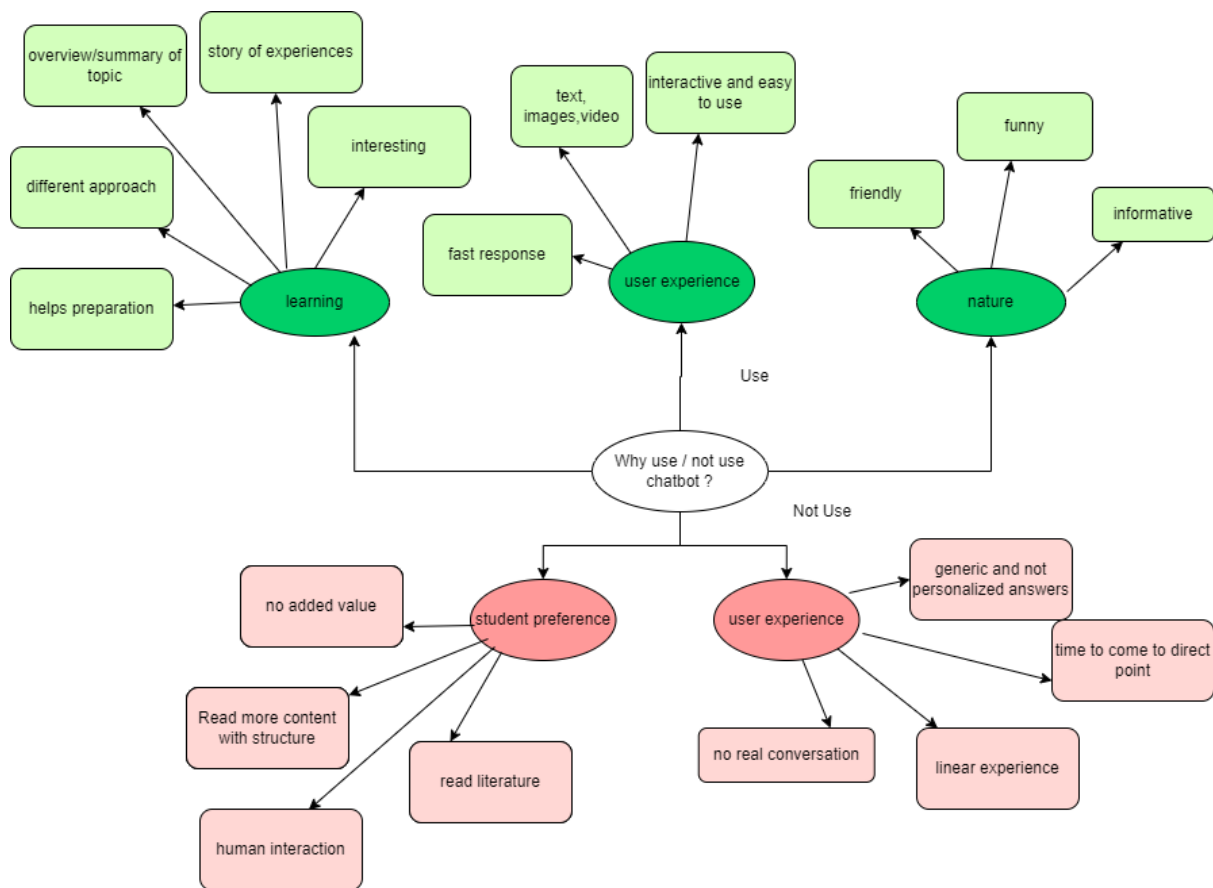 overview/summary of
topic
story of experiences
text,
images,video
interactive and easy
to use
funny
different approach
interesting
friendly
informative
helps preparation
learning
fast response
user experience
nature
Use
Why use / not use
chatbot ?
Not Use
no added value
student preference
user experience
generic and not
personalized answers
time to come to direct
point
Read more content
with structure
read literature
no real conversation
linear experience
human interaction